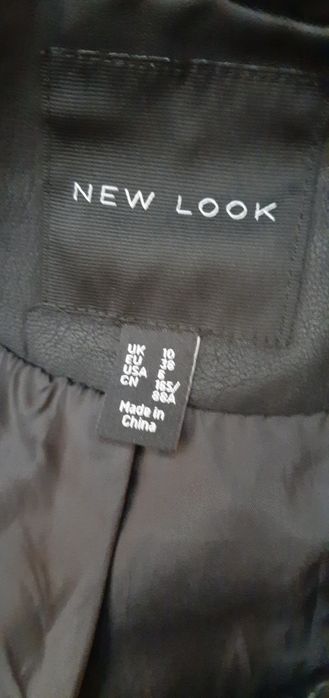 NEW LOOK
UK 10
EU 38
USA 6
CN 165/
88A
Made in
China